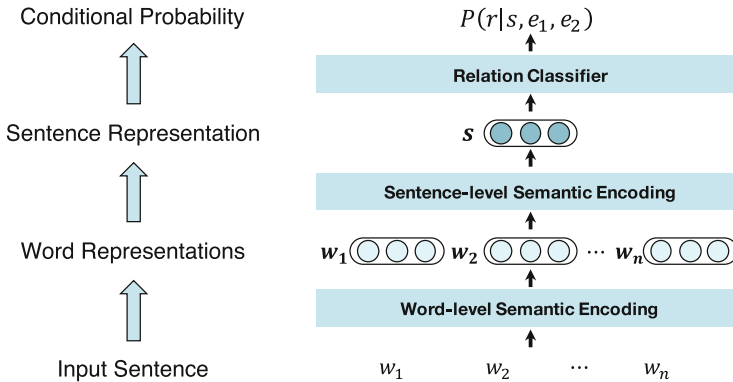 Conditional Probability P(r|s, e₁, e₂)
Relation Classifier
Sentence Representation s
Sentence-level Semantic Encoding
Word Representations w₁ w₂ ⋯ wₙ
Word-level Semantic Encoding
Input Sentence w₁ w₂ ⋯ wₙ